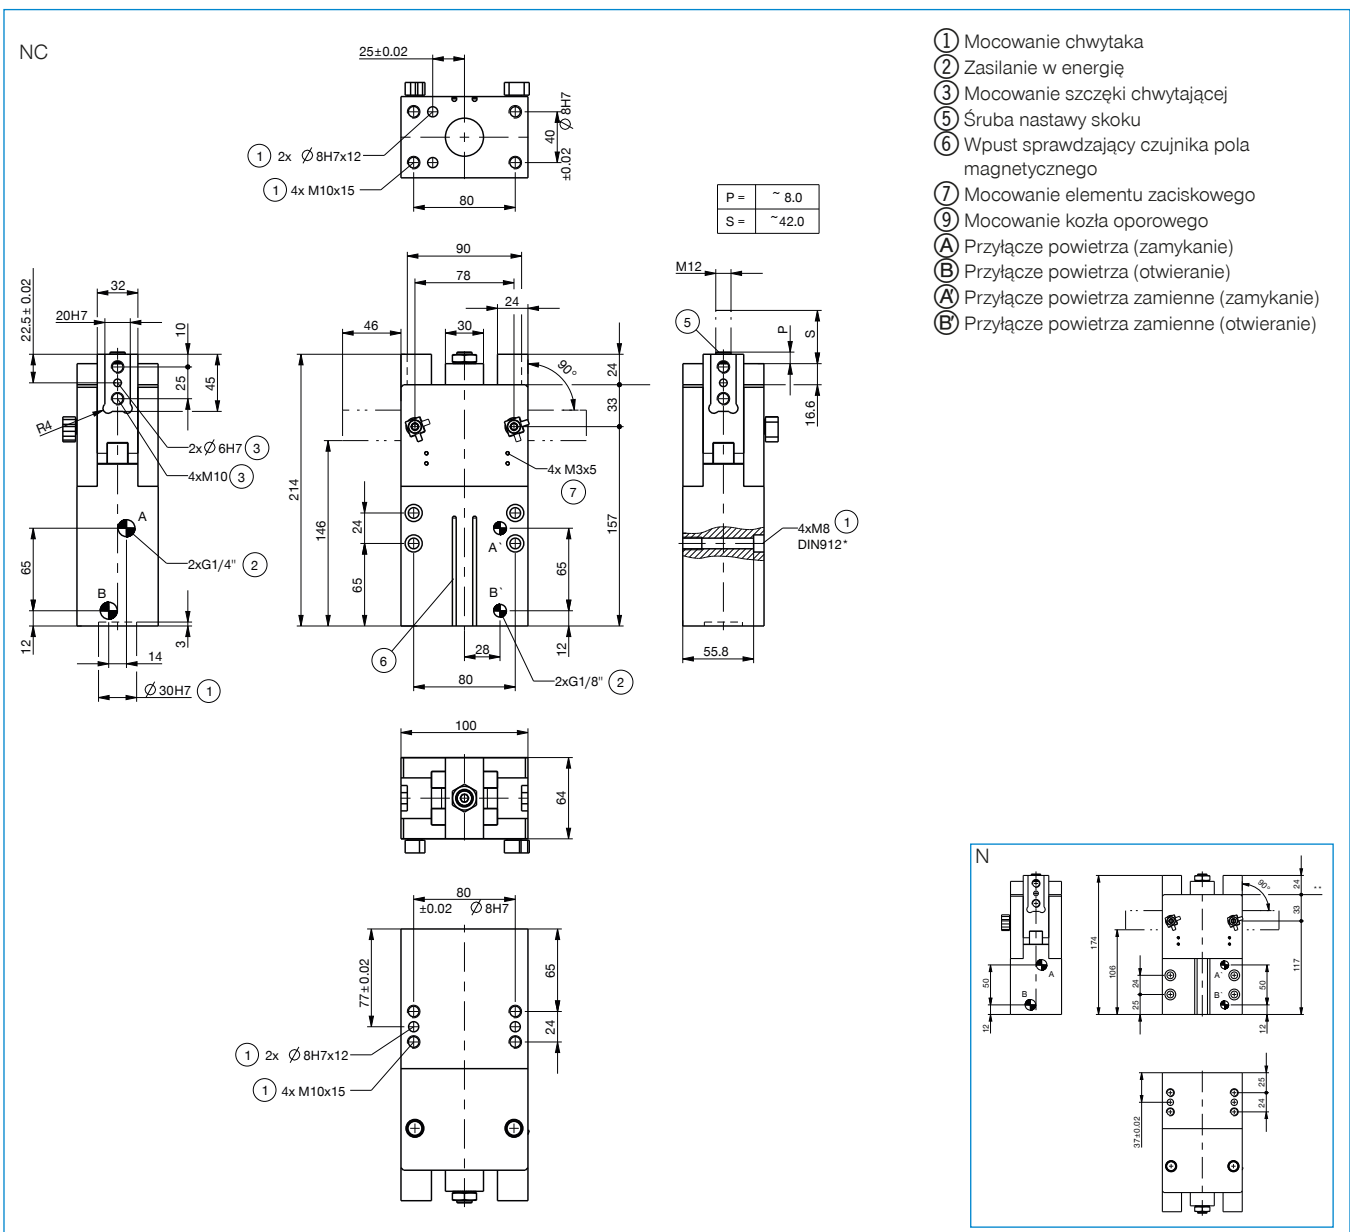 NC
25±0.02
① 2x Ø 8H7x12
① 4x M10x15
80
40
±0.02
Ø 8H7
① Mocowanie chwytaka
② Zasilanie w energię
③ Mocowanie szczęki chwytającej
⑤ Śruba nastawy skoku
⑥ Wpust sprawdzający czujnika pola
magnetycznego
⑦ Mocowanie elementu zaciskowego
⑨ Mocowanie kozła oporowego
Ⓐ Przyłącze powietrza (zamykanie)
Ⓑ Przyłącze powietrza (otwieranie)
A' Przyłącze powietrza zamienne (zamykanie)
B' Przyłącze powietrza zamienne (otwieranie)
P = ~ 8.0
S = ~42.0
22.5±0.02
32
20H7
10
25
45
R4
2xØ 6H7 ③
4xM10 ③
A
2xG1/4" ②
65
B
12
3
14
Ø 30H7 ①
90
78
24
46
30
90°
24
33
214
146
24
65
4x M3x5
⑦
157
A`
65
B`
12
28
⑥
80
2xG1/8" ②
M12
⑤
P
S
16.6
4xM8 ①
DIN912*
55.8
100
64
80
±0.02 Ø 8H7
77±0.02
65
24
① 2x Ø 8H7x12
① 4x M10x15
N
90°
24
**
33
174
106
117
50
A
B
12
24
25
A`
B`
50
12
25
24
37±0.02